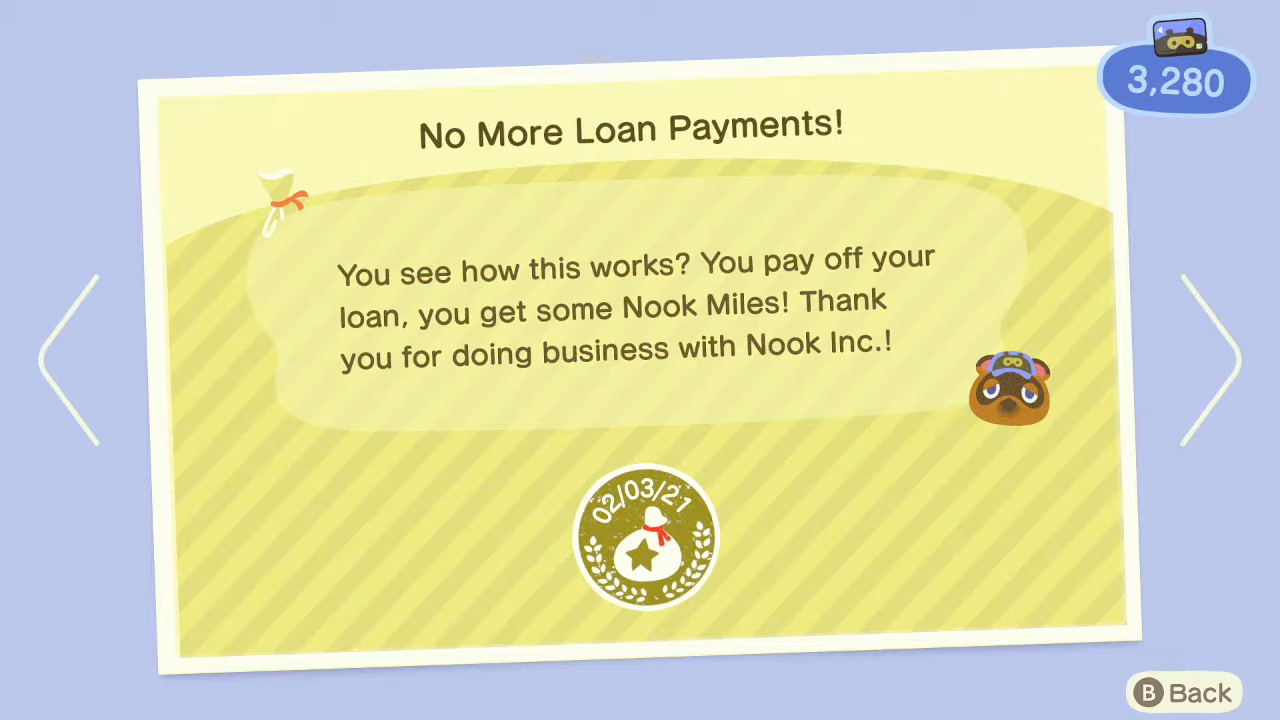 3,280
No More Loan Payments!
You see how this works? You pay off your
loan, you get some Nook Miles! Thank
you for doing business with Nook Inc.!
02/03/21
B Back